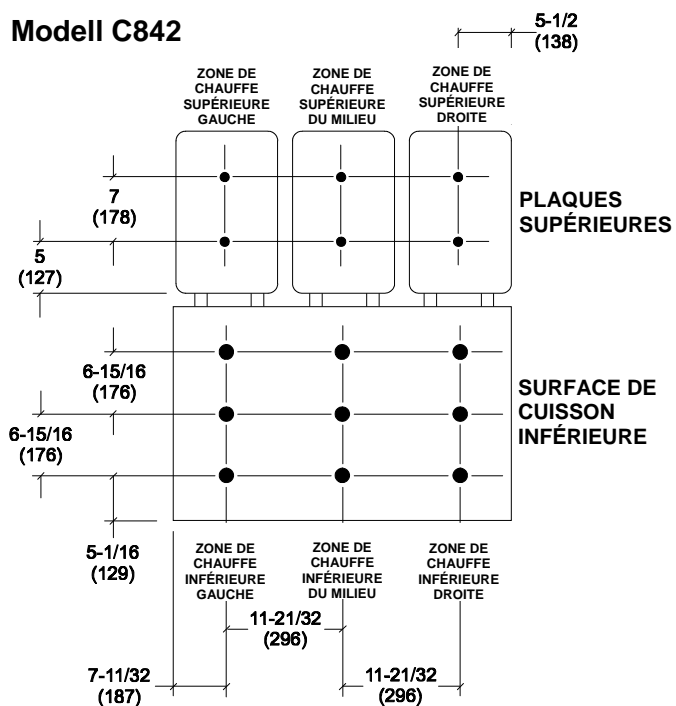 Modell C842
5-1/2
(138)
ZONE DE
CHAUFFE
SUPÉRIEURE
GAUCHE
ZONE DE
CHAUFFE
SUPÉRIEURE
DU MILIEU
ZONE DE
CHAUFFE
SUPÉRIEURE
DROITE
7
(178)
PLAQUES
SUPÉRIEURES
5
(127)
6-15/16
(176)
SURFACE DE
CUISSON
INFÉRIEURE
6-15/16
(176)
5-1/16
(129)
ZONE DE
CHAUFFE
INFÉRIEURE
GAUCHE
ZONE DE
CHAUFFE
INFÉRIEURE
DU MILIEU
ZONE DE
CHAUFFE
INFÉRIEURE
DROITE
11-21/32
(296)
7-11/32
(187)
11-21/32
(296)